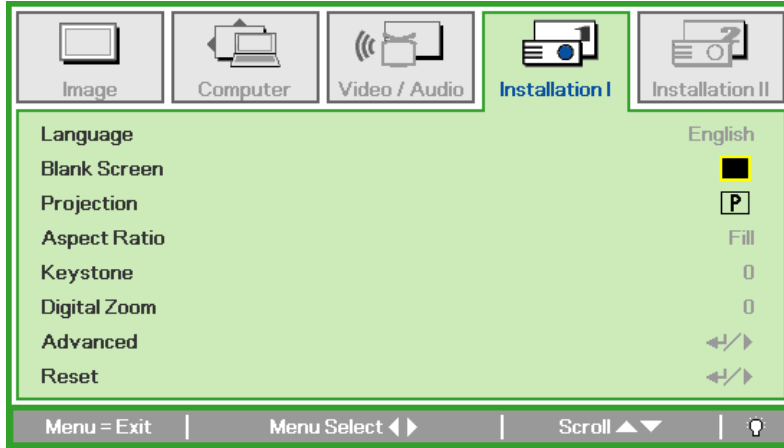 Image Computer Video / Audio Installation I Installation II
Language English
Blank Screen
Projection P
Aspect Ratio Fill
Keystone 0
Digital Zoom 0
Advanced
Reset
Menu = Exit Menu Select Scroll